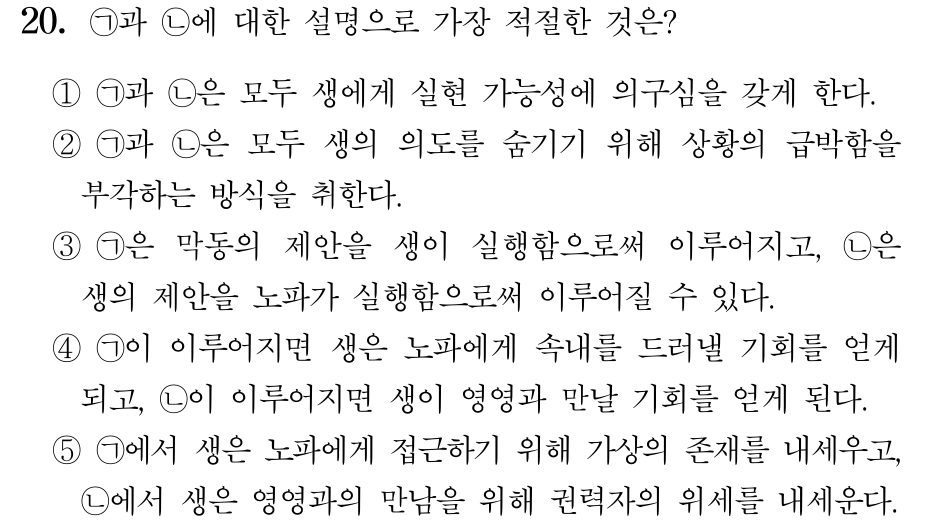 20. ㉠과 ㉡에 대한 설명으로 가장 적절한 것은?
① ㉠과 ㉡은 모두 생에게 실현 가능성에 의구심을 갖게 한다.
② ㉠과 ㉡은 모두 생의 의도를 숨기기 위해 상황의 급박함을
부각하는 방식을 취한다.
③ ㉠은 막동의 제안을 생이 실행함으로써 이루어지고, ㉡은
생의 제안을 노파가 실행함으로써 이루어질 수 있다.
④ ㉠이 이루어지면 생은 노파에게 속내를 드러낼 기회를 얻게
되고, ㉡이 이루어지면 생이 영영과 만날 기회를 얻게 된다.
⑤ ㉠에서 생은 노파에게 접근하기 위해 가상의 존재를 내세우고,
㉡에서 생은 영영과의 만남을 위해 권력자의 위세를 내세운다.